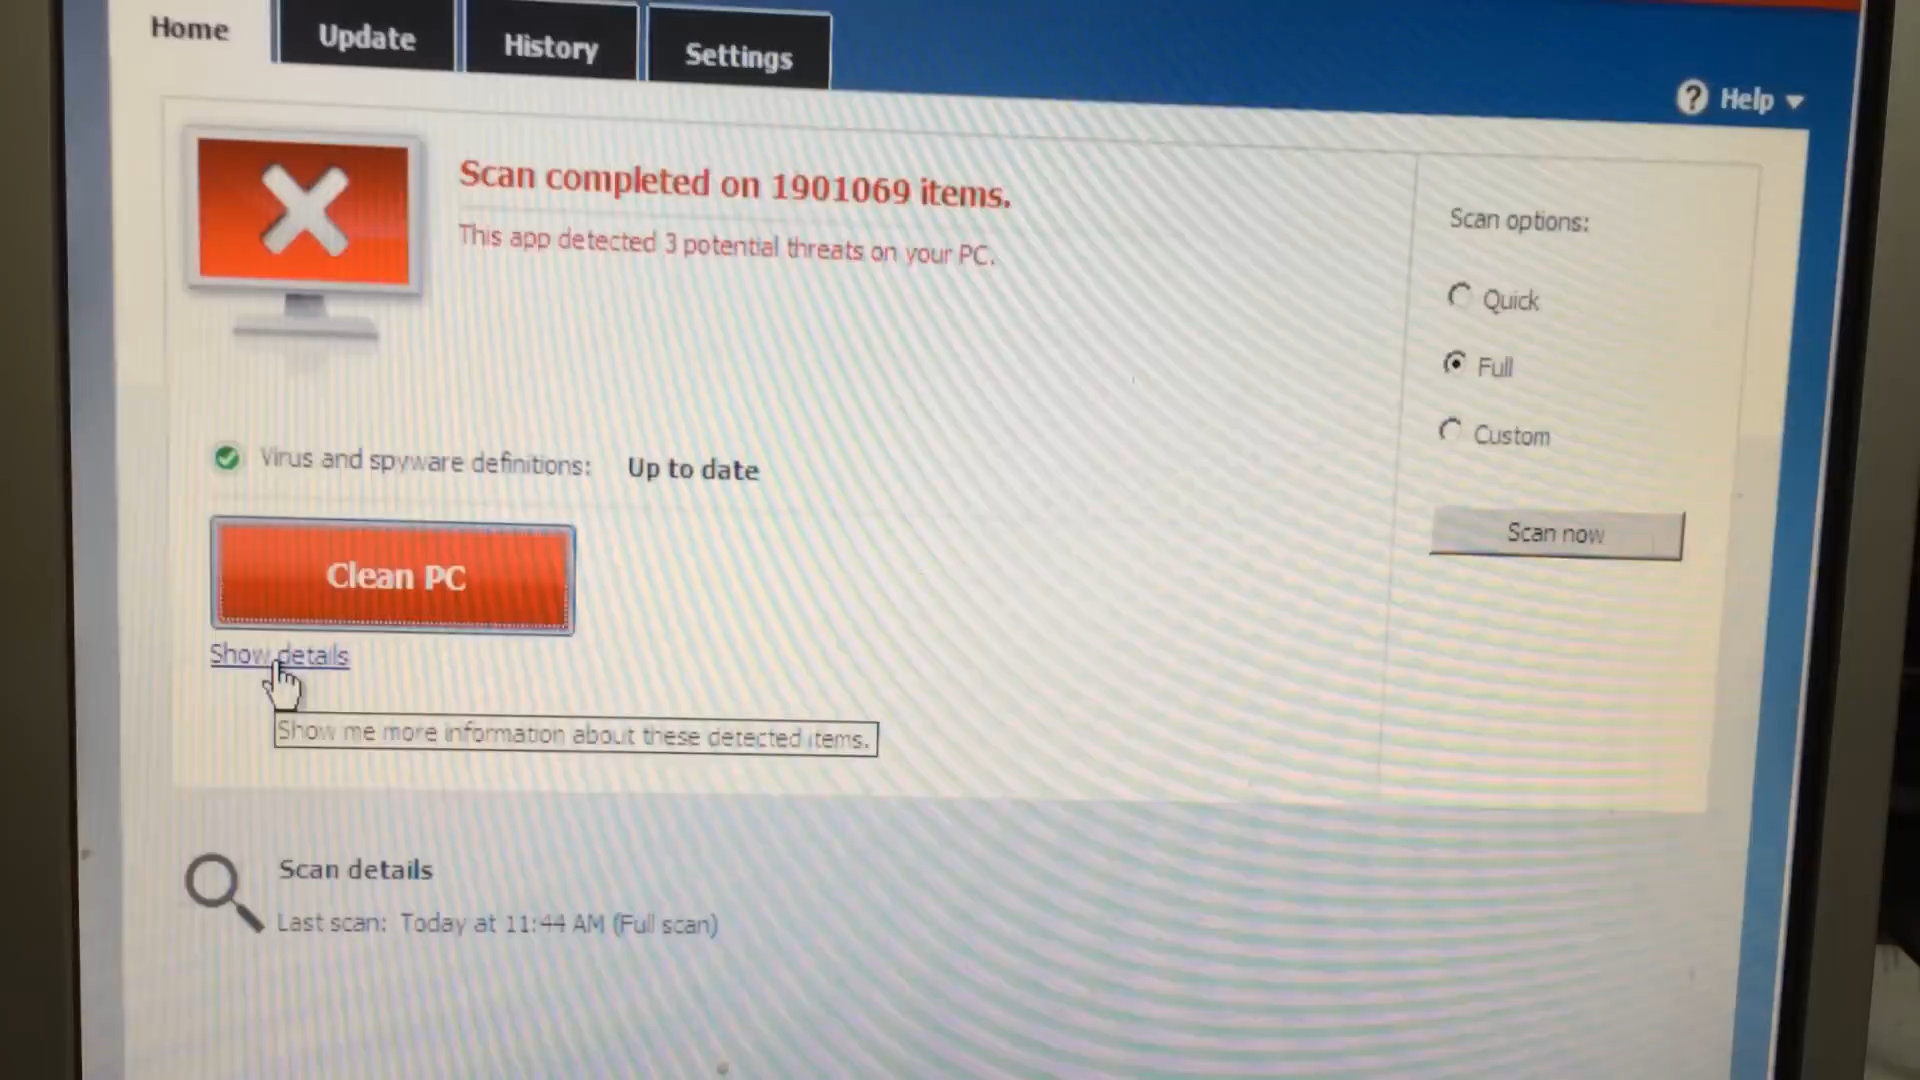 Home
Update
History
Settings
? Help
Scan completed on 1901069 items.
This app detected 3 potential threats on your PC.
Scan options:
Quick
Full
Custom
Scan now
Virus and spyware definitions: Up to date
Clean PC
Show details
Show me more information about these detected items.
Scan details
Last scan: Today at 11:44 AM (Full scan)